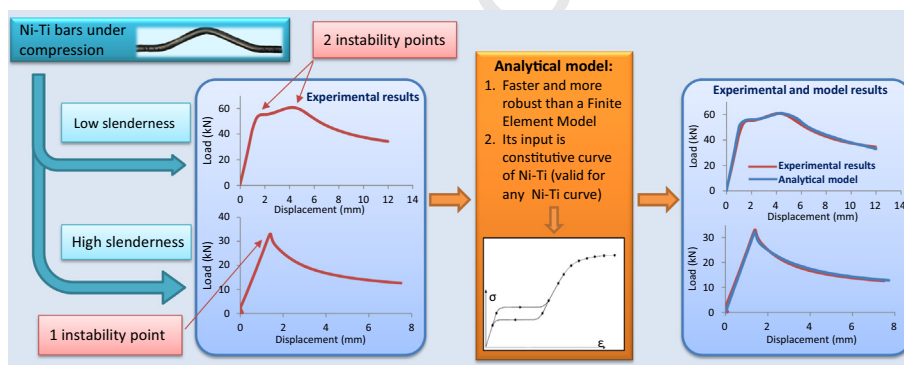 Ni-Ti bars under
compression
2 instability points
Low slenderness
High slenderness
1 instability point
Experimental results
Load (kN)
80
60
40
20
0
0 2 4 6 8 10 12 14
Displacement (mm)
Load (kN)
40
30
20
10
0
0 2 4 6 8
Displacement (mm)
Analytical model:
1. Faster and more
robust than a Finite
Element Model
2. Its input is
constitutive curve
of Ni-Ti (valid for
any Ni-Ti curve)
σ
ε
Experimental and model results
Load (kN)
80
60
40
20
0
Experimental results
Analytical model
0 2 4 6 8 10 12 14
Displacement (mm)
Load (kN)
30
20
10
0
0 2 4 6 8
Displacement (mm)